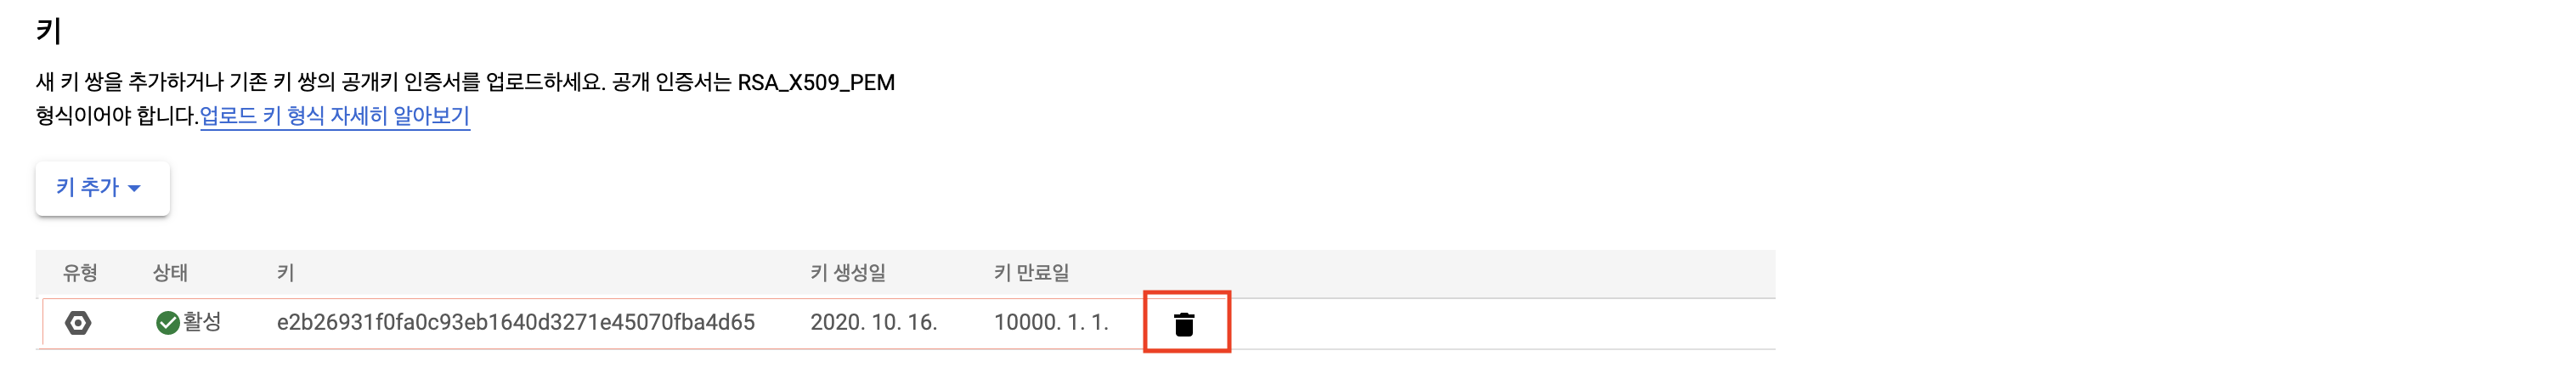 키
새 키 쌍을 추가하거나 기존 키 쌍의 공개키 인증서를 업로드하세요. 공개 인증서는 RSA_X509_PEM
형식이어야 합니다.업로드 키 형식 자세히 알아보기
키 추가
유형 상태 키 키 생성일 키 만료일
활성 e2b26931f0fa0c93eb1640d3271e45070fba4d65 2020. 10. 16. 10000. 1. 1.